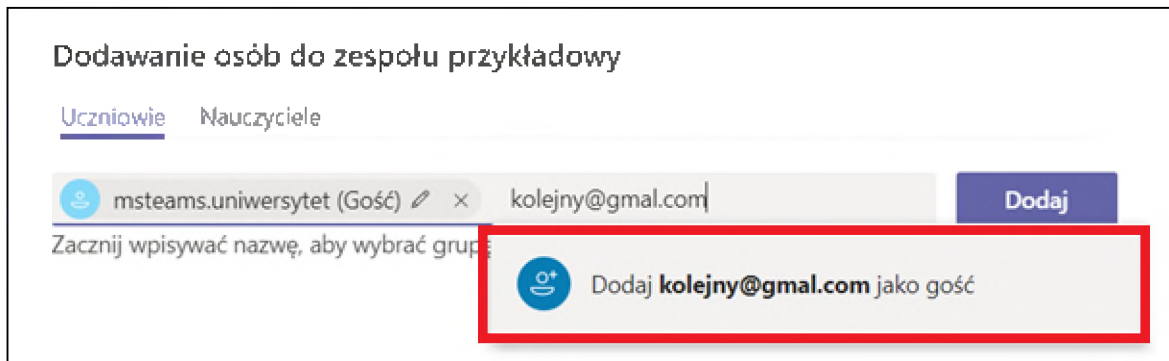 Dodawanie osób do zespołu przykładowy
Uczniowie Nauczyciele
msteams.uniwersytet (Gość) kolejny@gmal.com Dodaj
Zacznij wpisywać nazwę, aby wybrać
Dodaj kolejny@gmal.com jako gość